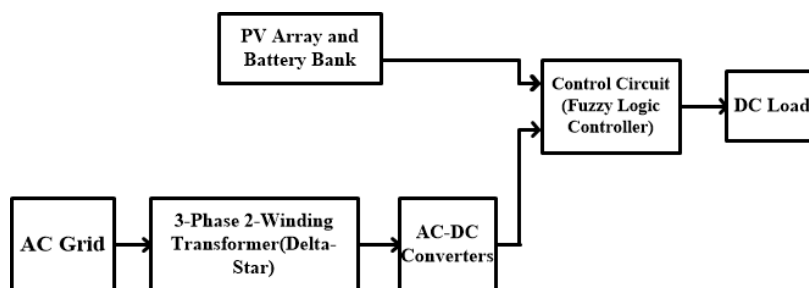 PV Array and
Battery Bank
Control Circuit
(Fuzzy Logic
Controller)
DC Load
AC Grid
3-Phase 2-Winding
Transformer(Delta-
Star)
AC-DC
Converters